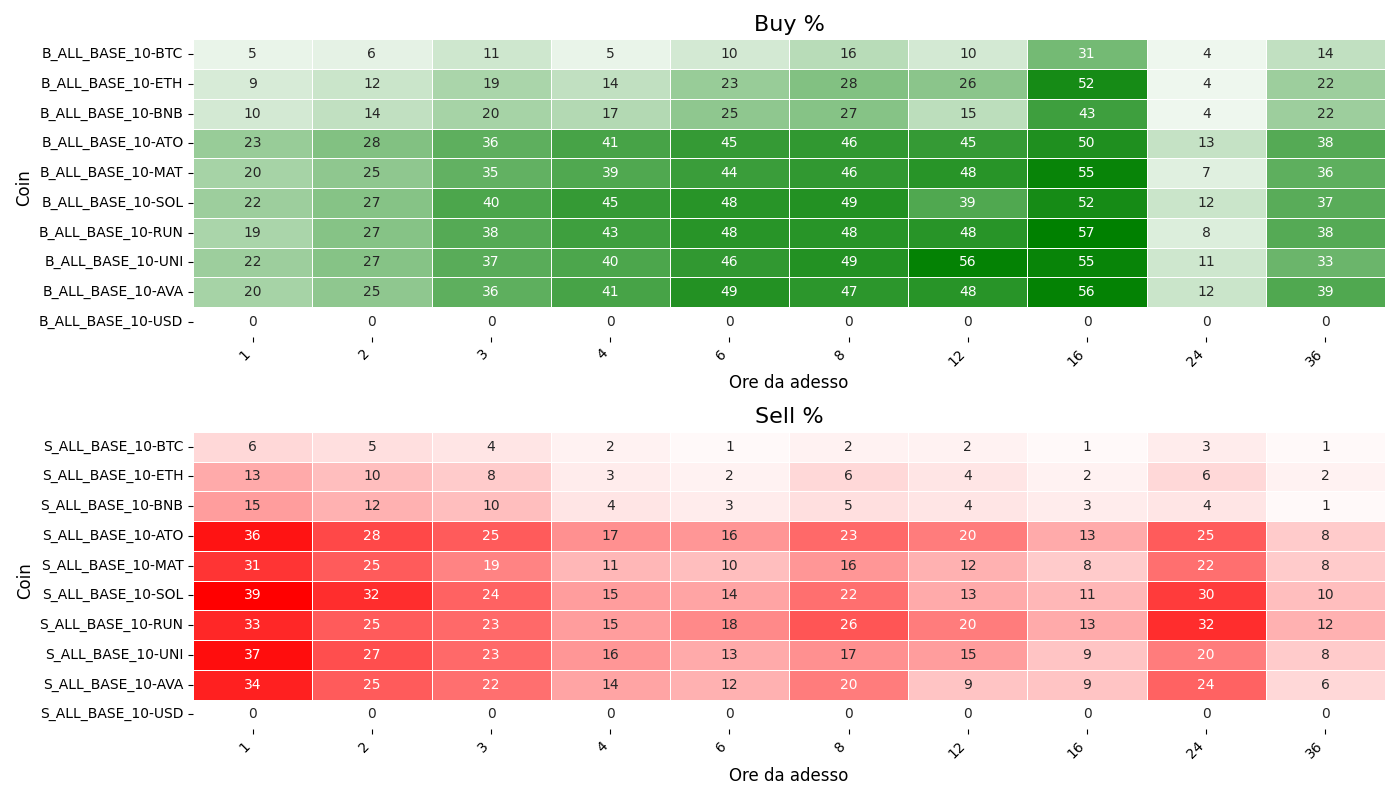 Buy %
Coin
B_ALL_BASE_10-BTC 5 6 11 5 10 16 10 31 4 14
B_ALL_BASE_10-ETH 9 12 19 14 23 28 26 52 4 22
B_ALL_BASE_10-BNB 10 14 20 17 25 27 15 43 4 22
B_ALL_BASE_10-ATO 23 28 36 41 45 46 45 50 13 38
B_ALL_BASE_10-MAT 20 25 35 39 44 46 48 55 7 36
B_ALL_BASE_10-SOL 22 27 40 45 48 49 39 52 12 37
B_ALL_BASE_10-RUN 19 27 38 43 48 48 48 57 8 38
B_ALL_BASE_10-UNI 22 27 37 40 46 49 56 55 11 33
B_ALL_BASE_10-AVA 20 25 36 41 49 47 48 56 12 39
B_ALL_BASE_10-USD 0 0 0 0 0 0 0 0 0 0
1 2 3 4 6 8 12 16 24 36
Ore da adesso
Sell %
Coin
S_ALL_BASE_10-BTC 6 5 4 2 1 2 2 1 3 1
S_ALL_BASE_10-ETH 13 10 8 3 2 6 4 2 6 2
S_ALL_BASE_10-BNB 15 12 10 4 3 5 4 3 4 1
S_ALL_BASE_10-ATO 36 28 25 17 16 23 20 13 25 8
S_ALL_BASE_10-MAT 31 25 19 11 10 16 12 8 22 8
S_ALL_BASE_10-SOL 39 32 24 15 14 22 13 11 30 10
S_ALL_BASE_10-RUN 33 25 23 15 18 26 20 13 32 12
S_ALL_BASE_10-UNI 37 27 23 16 13 17 15 9 20 8
S_ALL_BASE_10-AVA 34 25 22 14 12 20 9 9 24 6
S_ALL_BASE_10-USD 0 0 0 0 0 0 0 0 0 0
1 2 3 4 6 8 12 16 24 36
Ore da adesso